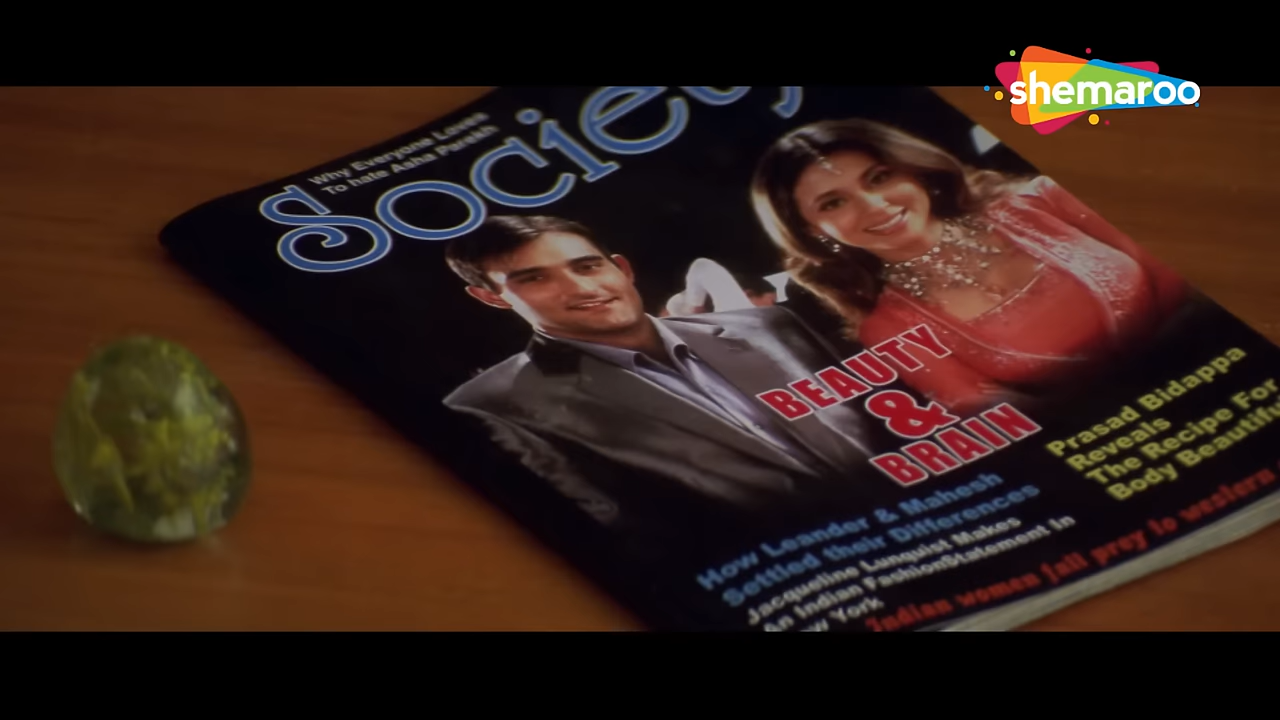 shemaroo
Why Everyone Loves
To hate Asha Parekh
Society
BEAUTY
&
BRAIN
Prasad Bidappa
Reveals
The Recipe For
Body Beautiful
How Leander & Mahesh
Settled their Differences
Jacqueline Lunquist Makes
An Indian FashionStatement In
New York
Indian women fall prey to western